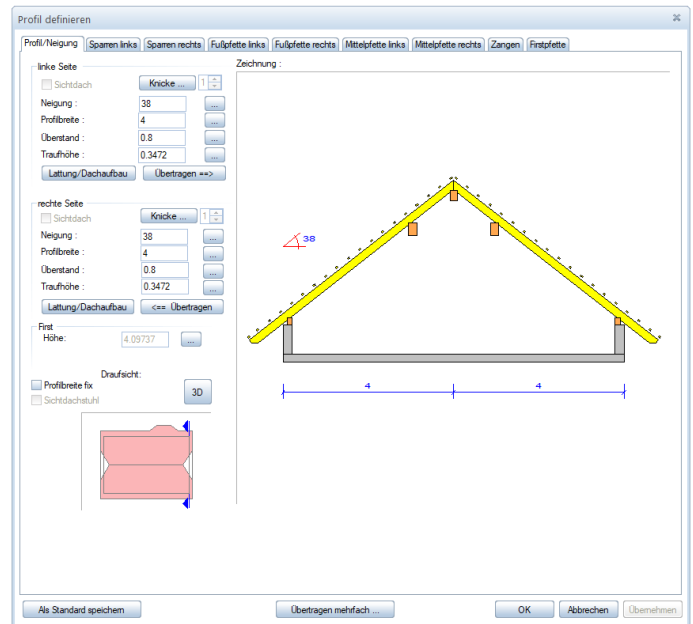 Profil definieren
Profil/Neigung Sparren links Sparren rechts Fußpfette links Fußpfette rechts Mittelpfette links Mittelpfette rechts Zangen Firstpfette
linke Seite
Sichtdach Knicke ... 1
Neigung : 38 ...
Profilbreite : 4 ...
Überstand : 0.8 ...
Traufhöhe : 0.3472 ...
Lattung/Dachaufbau Übertragen ==>
rechte Seite
Sichtdach Knicke ... 1
Neigung : 38 ...
Profilbreite : 4 ...
Überstand : 0.8 ...
Traufhöhe : 0.3472 ...
Lattung/Dachaufbau <== Übertragen
First
Höhe: 4.09737 ...
Draufsicht:
Profilbreite fix
Sichtdachstuhl
3D
Zeichnung :
38
4 4
Als Standard speichern Übertragen mehrfach ... OK Abbrechen Übernehmen